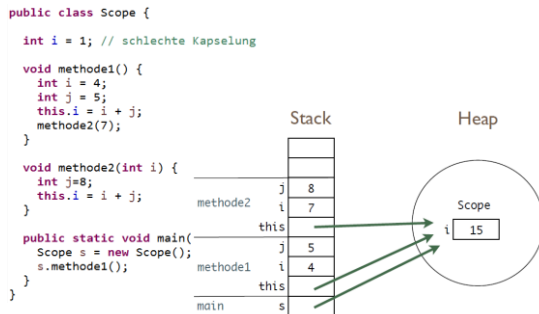 public class Scope {
int i = 1; // schlechte Kapselung
void methode1() {
int i = 4;
int j = 5;
this.i = i + j;
methode2(7);
}
void methode2(int i) {
int j=8;
this.i = i + j;
}
public static void main(
Scope s = new Scope();
s.methode1();
}
}
Stack
Heap
methode2
j 8
i 7
this
methode1
j 5
i 4
this
main s
Scope
i 15